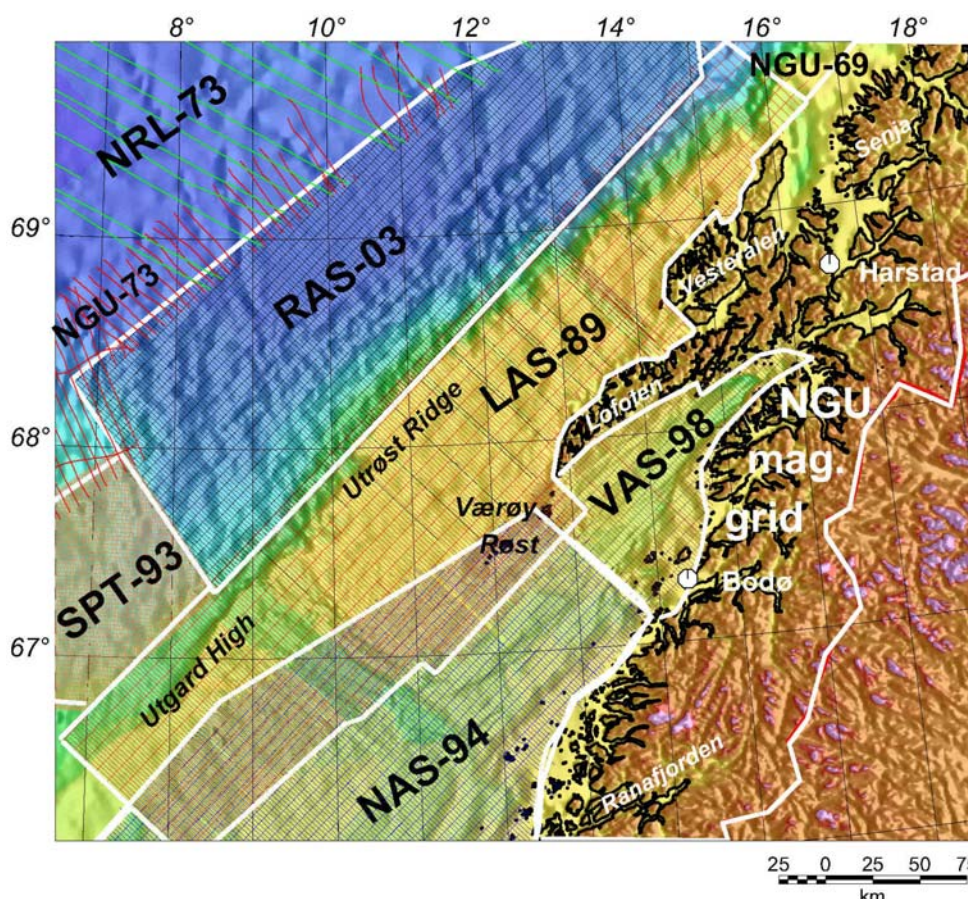 8° 10° 12° 14° 16° 18°
NGU-69
NRL-73
Senja
69°
Vesterålen
Harstad
RAS-03
NGU-73
LAS-89
Lofoten
NGU
mag.
grid
68°
Utrøst Ridge
VAS-98
Værøy
Røst
SPT-93
Bodø
67°
Utgard High
NAS-94
Ranafjorden
25 0 25 50 75
km